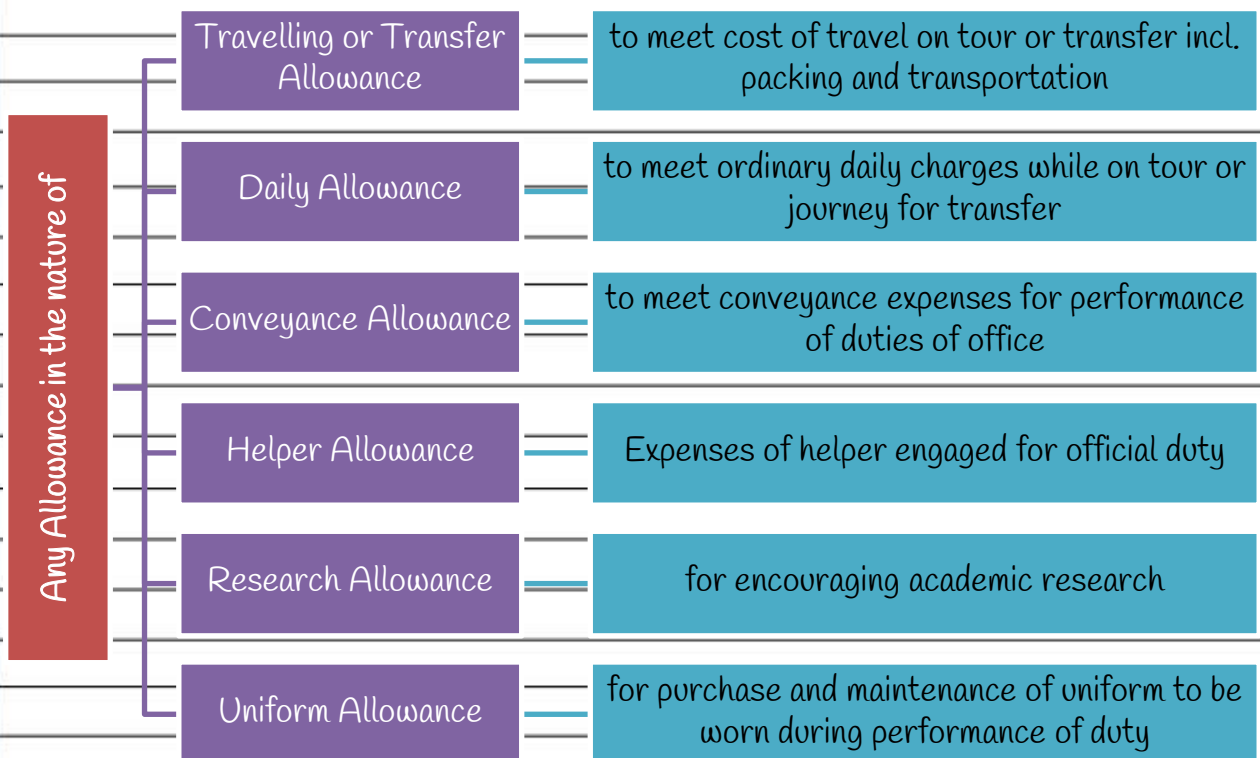 Any Allowance in the nature of
Travelling or Transfer
Allowance
to meet cost of travel on tour or transfer incl.
packing and transportation
Daily Allowance
to meet ordinary daily charges while on tour or
journey for transfer
Conveyance Allowance
to meet conveyance expenses for performance
of duties of office
Helper Allowance
Expenses of helper engaged for official duty
Research Allowance
for encouraging academic research
Uniform Allowance
for purchase and maintenance of uniform to be
worn during performance of duty